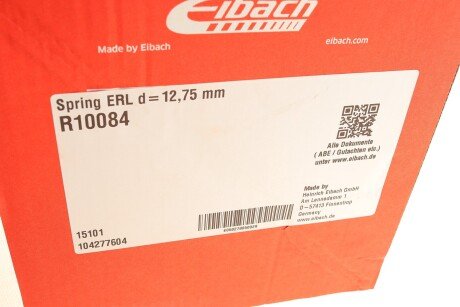 Eibach
Made by Eibach
eibach.com
Spring ERL d=12,75 mm
R10084
Alle Dokumente
( ABE / Gutachten etc.)
unter www.eibach.de
Made by
Heinrich Eibach GmbH
Am Lennedamm 1
D-57413 Finnentrop
Germany
www.eibach.de
15101
104277604